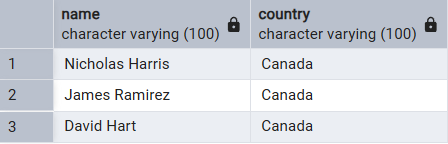 name country
character varying (100) character varying (100)
1 Nicholas Harris Canada
2 James Ramirez Canada
3 David Hart Canada